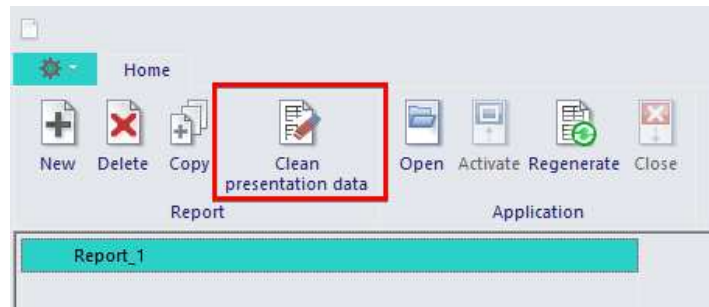 Home
New Delete Copy Clean presentation data Open Activate Regenerate Close
Report Application
Report_1